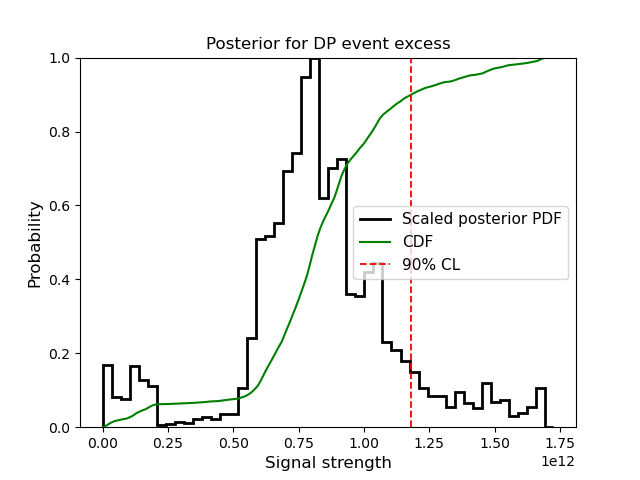 Posterior for DP event excess
1.0
0.8
0.6
0.4
0.2
0.0
Probability
Scaled posterior PDF
CDF
90% CL
0.00 0.25 0.50 0.75 1.00 1.25 1.50 1.75
1e12
Signal strength